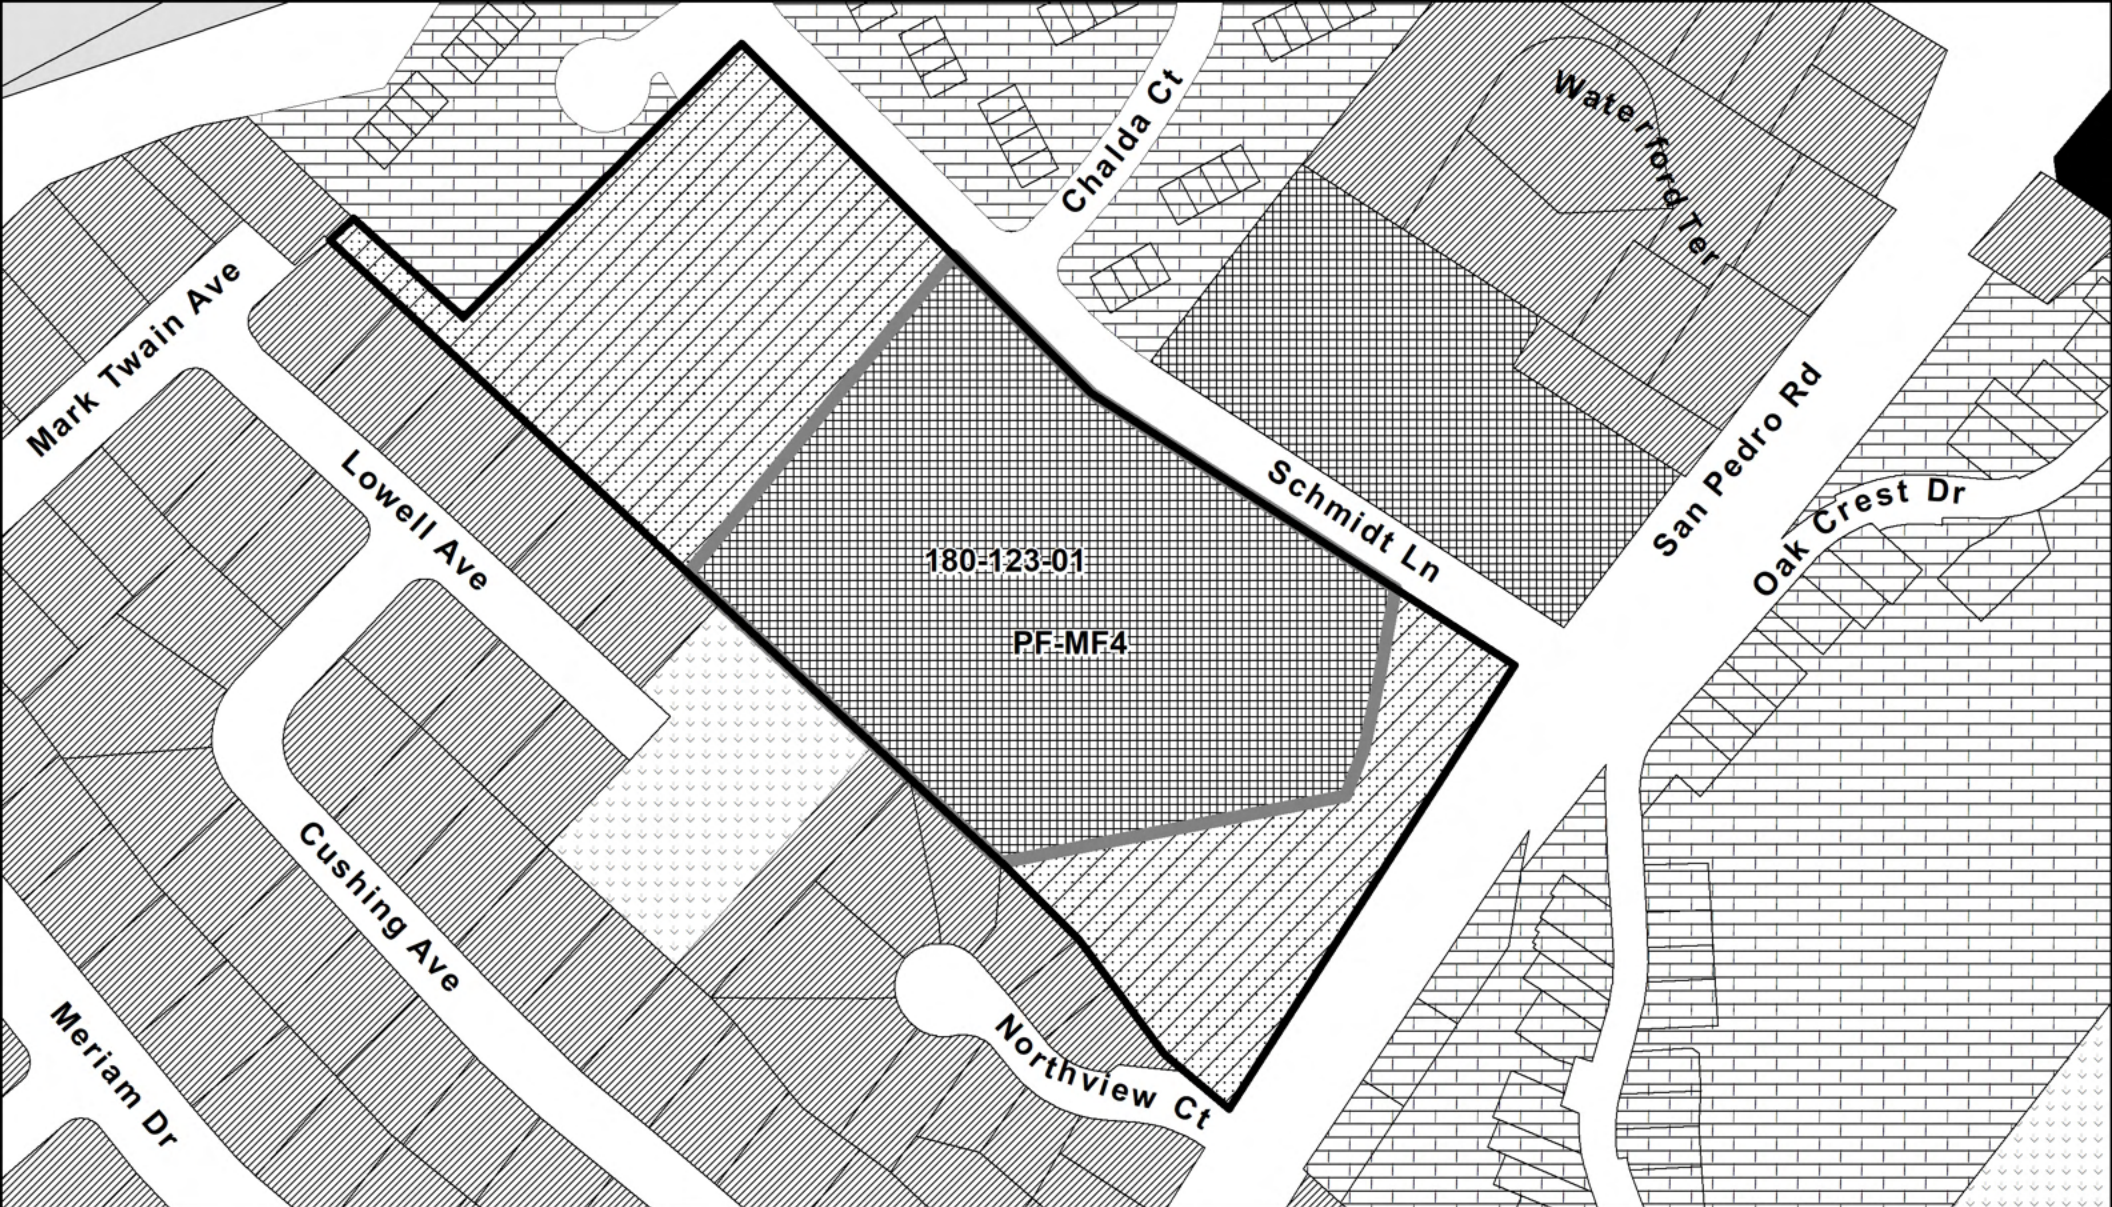 Chalda Ct
Waterford Ter
Mark Twain Ave
Lowell Ave
Schmidt Ln
San Pedro Rd
Oak Crest Dr
180-123-01
PF-MF4
Cushing Ave
Meriam Dr
Northview Ct